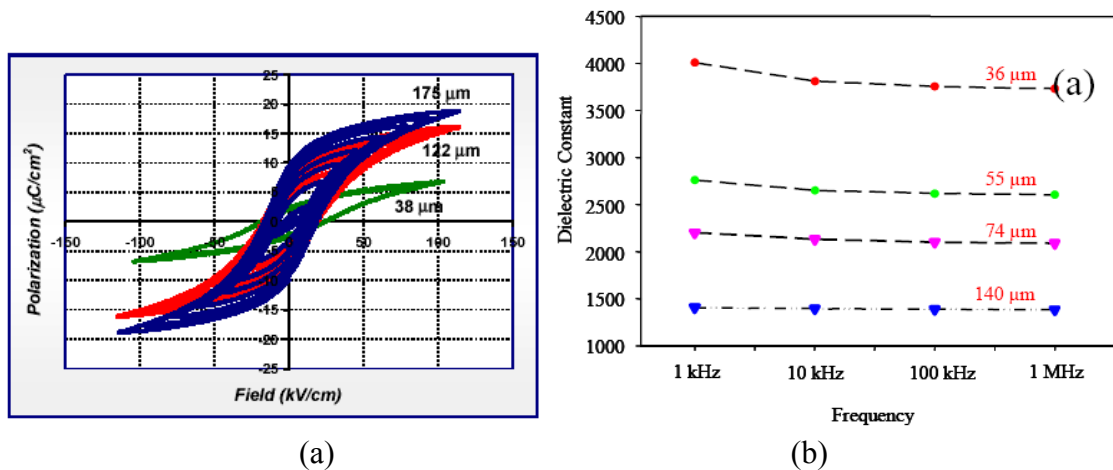 25
20
175 μm
15
122 μm
10
5
38 μm
0
-150
-100
-50
0
50
100
150
-5
-10
-15
-20
-25
Polarization (μC/cm²)
Field (kV/cm)
(a)
4500
4000
3500
3000
2500
2000
1500
1000
Dielectric Constant
36 μm
(a)
55 μm
74 μm
140 μm
1 kHz
10 kHz
100 kHz
1 MHz
Frequency
(b)